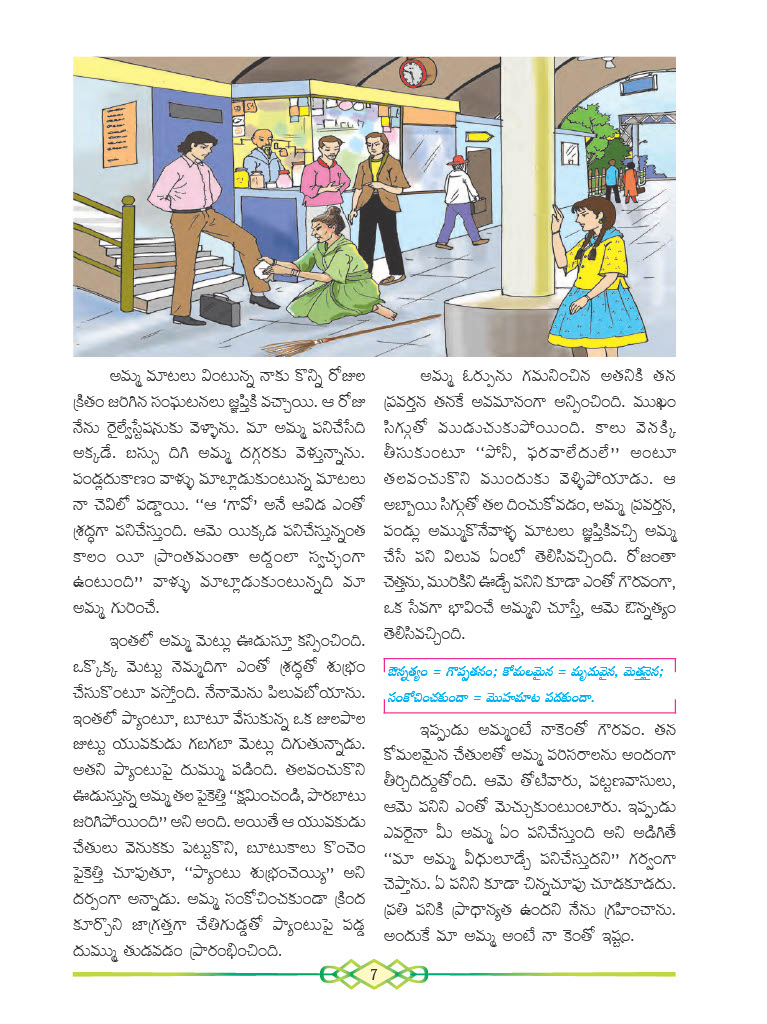 అమ్మ మాటలు వింటున్న నాకు కొన్ని రోజుల
క్రితం జరిగిన సంఘటనలు జ్ఞప్తికి వచ్చాయి. ఆ రోజు
నేను రైల్వేస్టేషనుకు వెళ్ళాను. మా అమ్మ పనిచేసేది
అక్కడే. బస్సు దిగి అమ్మ దగ్గరకు వెళ్తున్నాను.
పండ్లదుకాణం వాళ్ళు మాట్లాడుకుంటున్న మాటలు
నా చెవిలో పడ్డాయి. “ఆ ‘గావో’ అనే ఆవిడ ఎంతో
శ్రద్ధగా పనిచేస్తుంది. ఆమె యిక్కడ పనిచేస్తున్నంత
కాలం యీ ప్రాంతమంతా అద్దంలా స్వచ్ఛంగా
ఉంటుంది” వాళ్ళు మాట్లాడుకుంటున్నది మా
అమ్మ గురించే.
ఇంతలో అమ్మ మెట్లు ఊడుస్తూ కన్పించింది.
ఒక్కొక్క మెట్టు నెమ్మదిగా ఎంతో శ్రద్ధతో శుభ్రం
చేసుకొంటూ వస్తోంది. నేనామెను పిలువబోయాను.
ఇంతలో ప్యాంటూ, బూటూ వేసుకున్న ఒక జులపాల
జుట్టు యువకుడు గబగబా మెట్లు దిగుతున్నాడు.
అతని ప్యాంటుపై దుమ్ము పడింది. తలవంచుకొని
ఊడుస్తున్న అమ్మ తల పైకెత్తి “క్షమించండి, పొరబాటు
జరిగిపోయింది” అని అంది. అయితే ఆ యువకుడు
చేతులు వెనుకకు పెట్టుకొని, బూటుకాలు కొంచెం
పైకెత్తి చూపుతూ, “ప్యాంటు శుభ్రంచెయ్యి” అని
దర్పంగా అన్నాడు. అమ్మ సంకోచించకుండా క్రింద
కూర్చొని జాగ్రత్తగా చేతిగుడ్డతో ప్యాంటుపై పడ్డ
దుమ్ము తుడవడం ప్రారంభించింది.
అమ్మ ఓర్పును గమనించిన అతనికి తన
ప్రవర్తన తనకే అవమానంగా అన్పించింది. ముఖం
సిగ్గుతో ముడుచుకుపోయింది. కాలు వెనక్కి
తీసుకుంటూ “పోనీ, ఫరవాలేదులే” అంటూ
తలవంచుకొని ముందుకు వెళ్ళిపోయాడు. ఆ
అబ్బాయి సిగ్గుతో తల దించుకోవడం, అమ్మ ప్రవర్తన,
పండ్లు అమ్ముకొనేవాళ్ళ మాటలు జ్ఞప్తికివచ్చి అమ్మ
చేసే పని విలువ ఏంటో తెలిసివచ్చింది. రోజంతా
చెత్తను, మురికిని ఊడ్చే పనిని కూడా ఎంతో గౌరవంగా,
ఒక సేవగా భావించే అమ్మని చూస్తే, ఆమె ఔన్నత్యం
తెలిసివచ్చింది.
ఔన్నత్యం = గొప్పతనం; కోమలమైన = మృదువైన, మెత్తనైన;
సంకోచించకుండా = మొహమాట పడకుండా.
ఇప్పుడు అమ్మంటే నాకెంతో గౌరవం. తన
కోమలమైన చేతులతో అమ్మ పరిసరాలను అందంగా
తీర్చిదిద్దుతోంది. ఆమె తోటివారు, పట్టణవాసులు,
ఆమె పనిని ఎంతో మెచ్చుకుంటుంటారు. ఇప్పుడు
ఎవరైనా మీ అమ్మ ఏం పనిచేస్తుంది అని అడిగితే
“మా అమ్మ వీధులూడ్చే పనిచేస్తుదని” గర్వంగా
చెప్తాను. ఏ పనిని కూడా చిన్నచూపు చూడకూడదు.
ప్రతి పనికి ప్రాధాన్యత ఉందని నేను గ్రహించాను.
అందుకే మా అమ్మ అంటే నా కెంతో ఇష్టం.
7